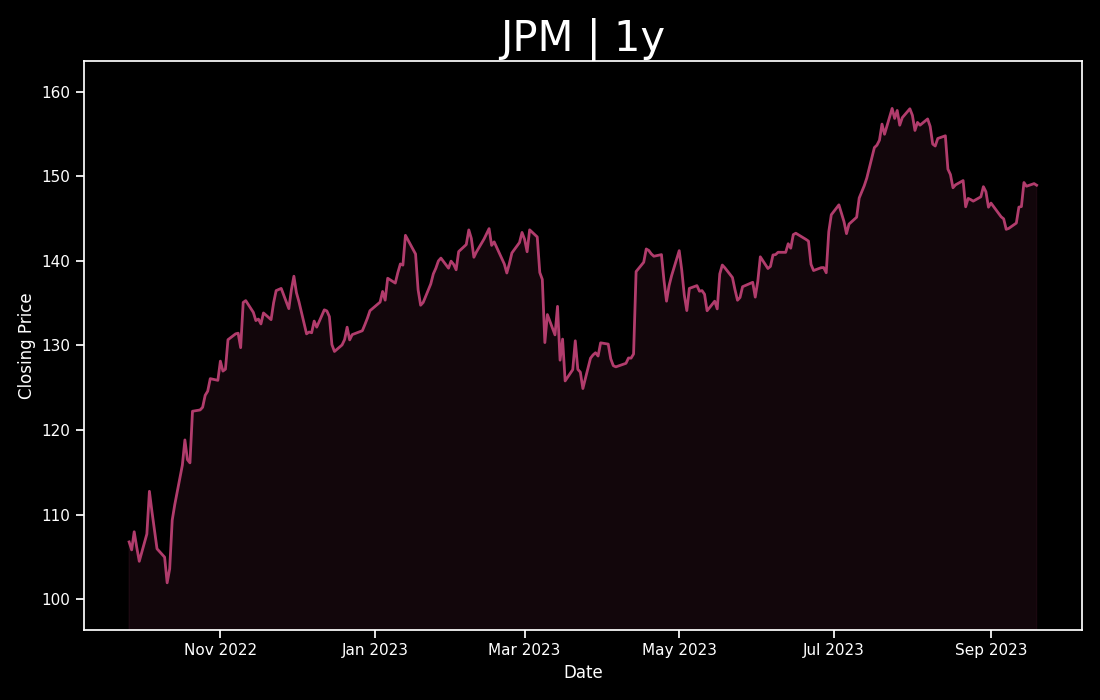 JPM | 1y
160
150
140
130
120
110
100
Closing Price
Nov 2022
Jan 2023
Mar 2023
May 2023
Jul 2023
Sep 2023
Date